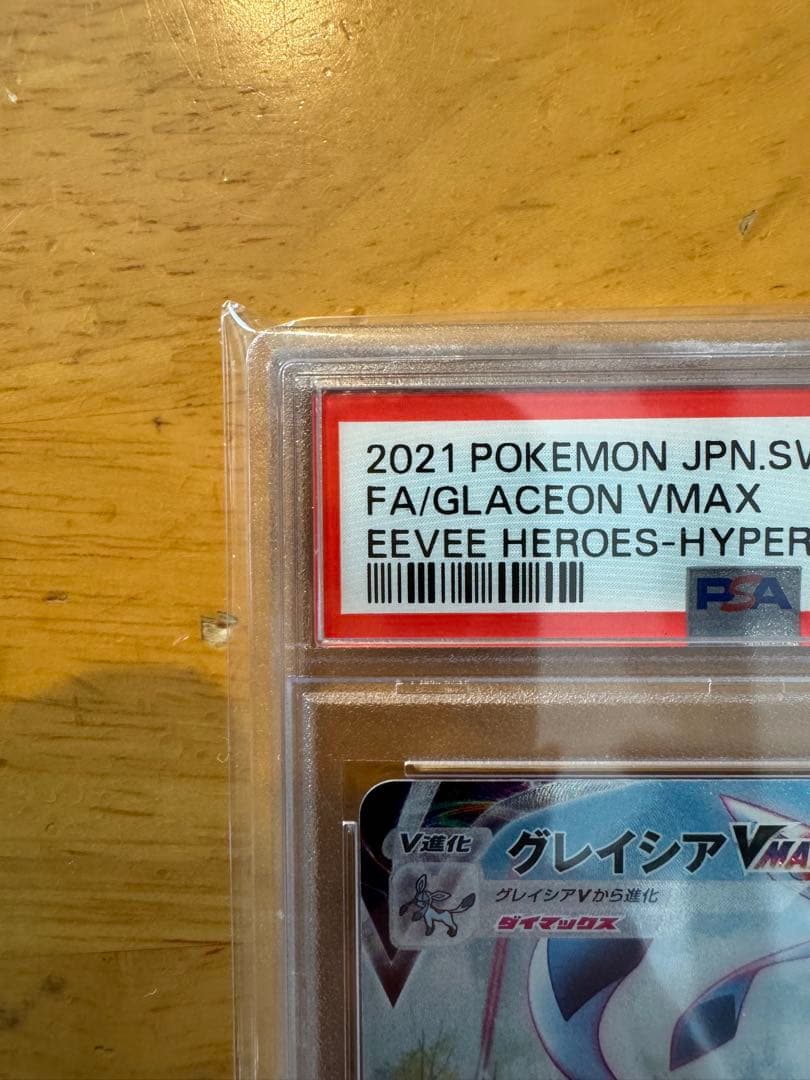 2021 POKEMON JPN.SW
FA/GLACEON VMAX
EEVEE HEROES-HYPER
PSA
V進化
グレイシアVMA
グレイシアVから進化
ダイマックス